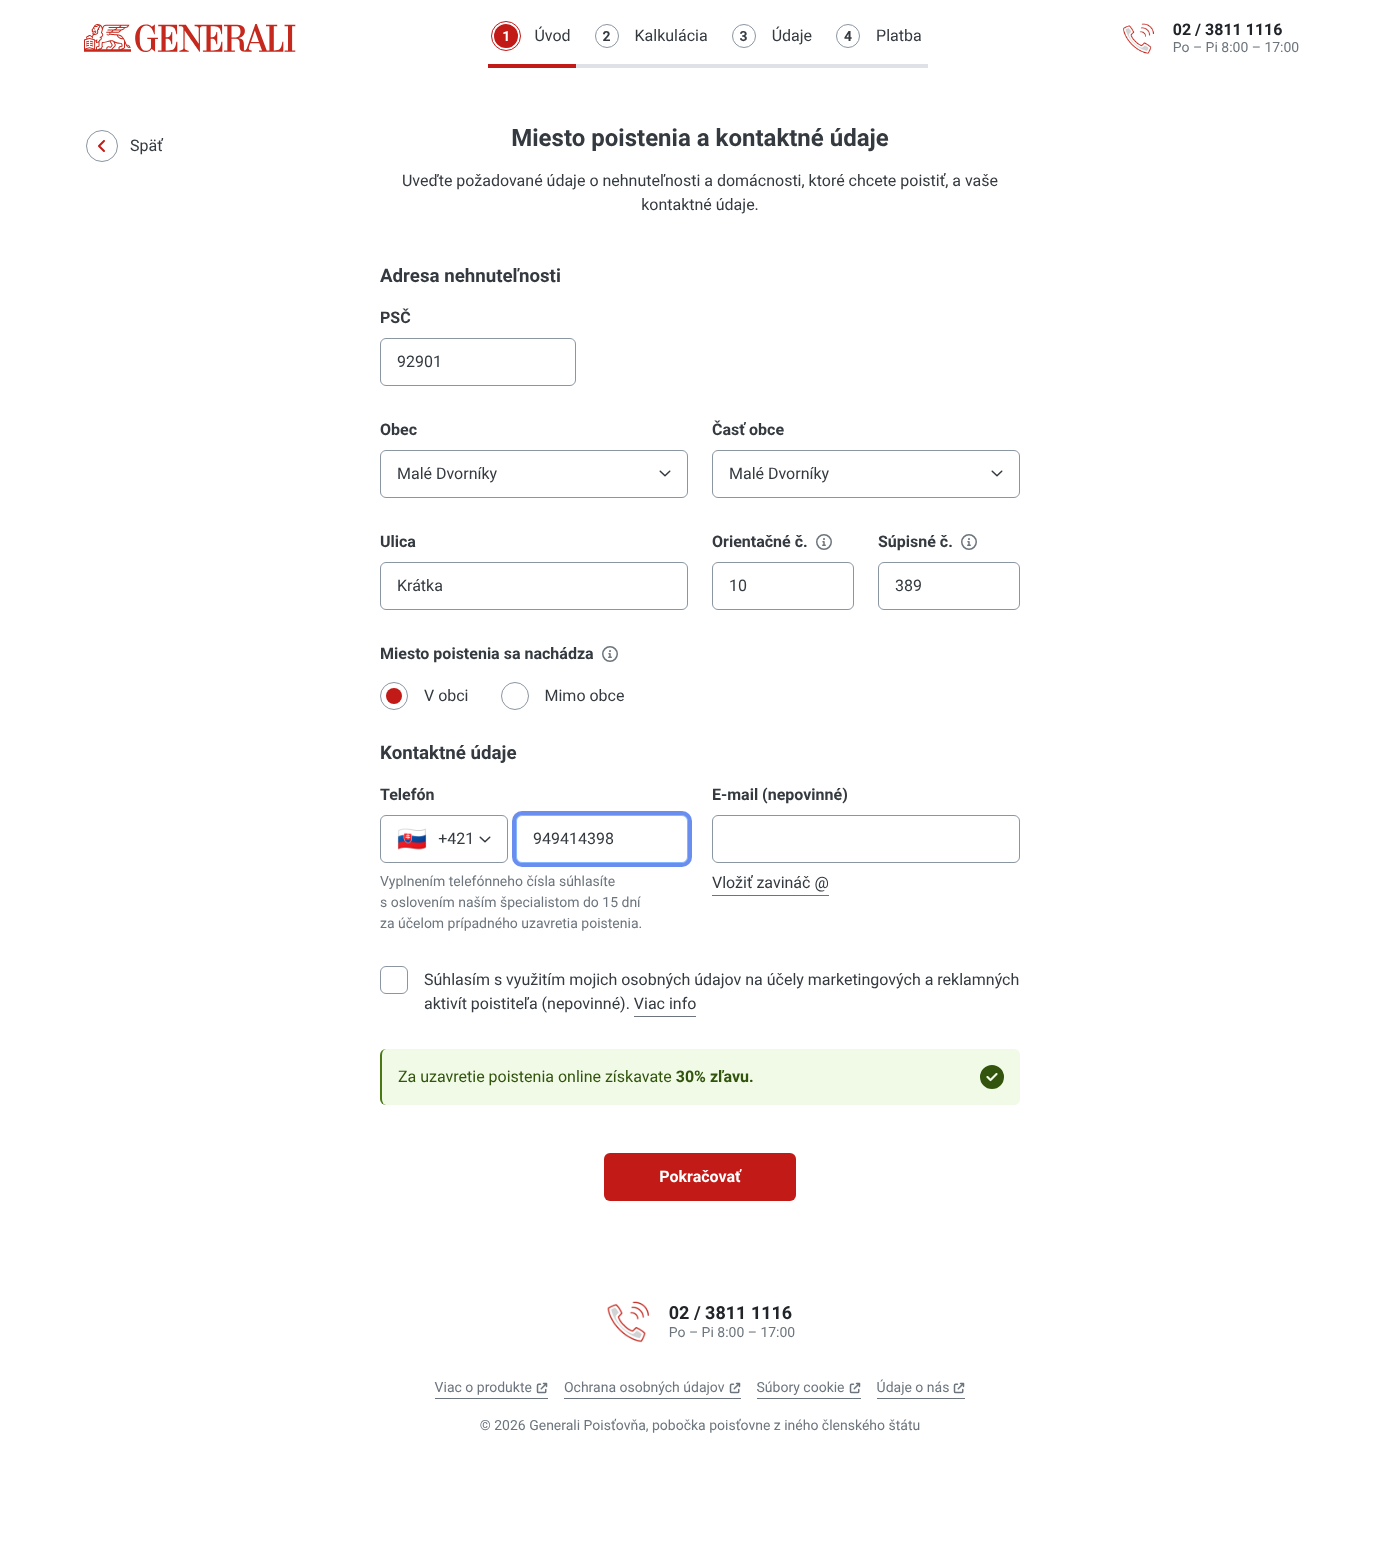 GENERALI
1 Úvod 2 Kalkulácia 3 Údaje 4 Platba
02 / 3811 1116
Po – Pi 8:00 – 17:00
Späť
Miesto poistenia a kontaktné údaje
Uveďte požadované údaje o nehnuteľnosti a domácnosti, ktoré chcete poistiť, a vaše
kontaktné údaje.
Adresa nehnuteľnosti
PSČ
92901
Obec Časť obce
Malé Dvorníky Malé Dvorníky
Ulica Orientačné č. Súpisné č.
Krátka 10 389
Miesto poistenia sa nachádza
V obci Mimo obce
Kontaktné údaje
Telefón E-mail (nepovinné)
+421 949414398
Vyplnením telefónneho čísla súhlasíte
s oslovením naším špecialistom do 15 dní
za účelom prípadného uzavretia poistenia.
Vložiť zavináč @
Súhlasím s využitím mojich osobných údajov na účely marketingových a reklamných
aktivít poistiteľa (nepovinné). Viac info
Za uzavretie poistenia online získavate 30% zľavu.
Pokračovať
02 / 3811 1116
Po – Pi 8:00 – 17:00
Viac o produkte Ochrana osobných údajov Súbory cookie Údaje o nás
© 2026 Generali Poisťovňa, pobočka poisťovne z iného členského štátu